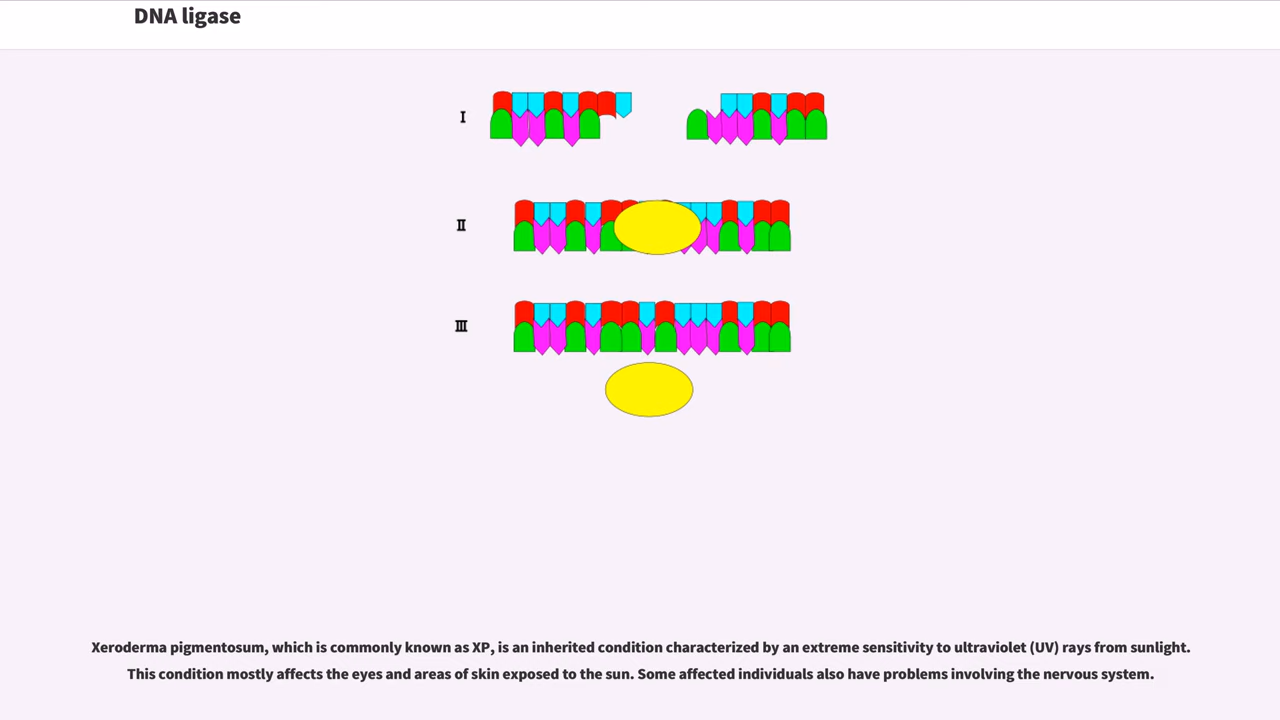 DNA ligase
I
II
III
Xeroderma pigmentosum, which is commonly known as XP, is an inherited condition characterized by an extreme sensitivity to ultraviolet (UV) rays from sunlight.
This condition mostly affects the eyes and areas of skin exposed to the sun. Some affected individuals also have problems involving the nervous system.